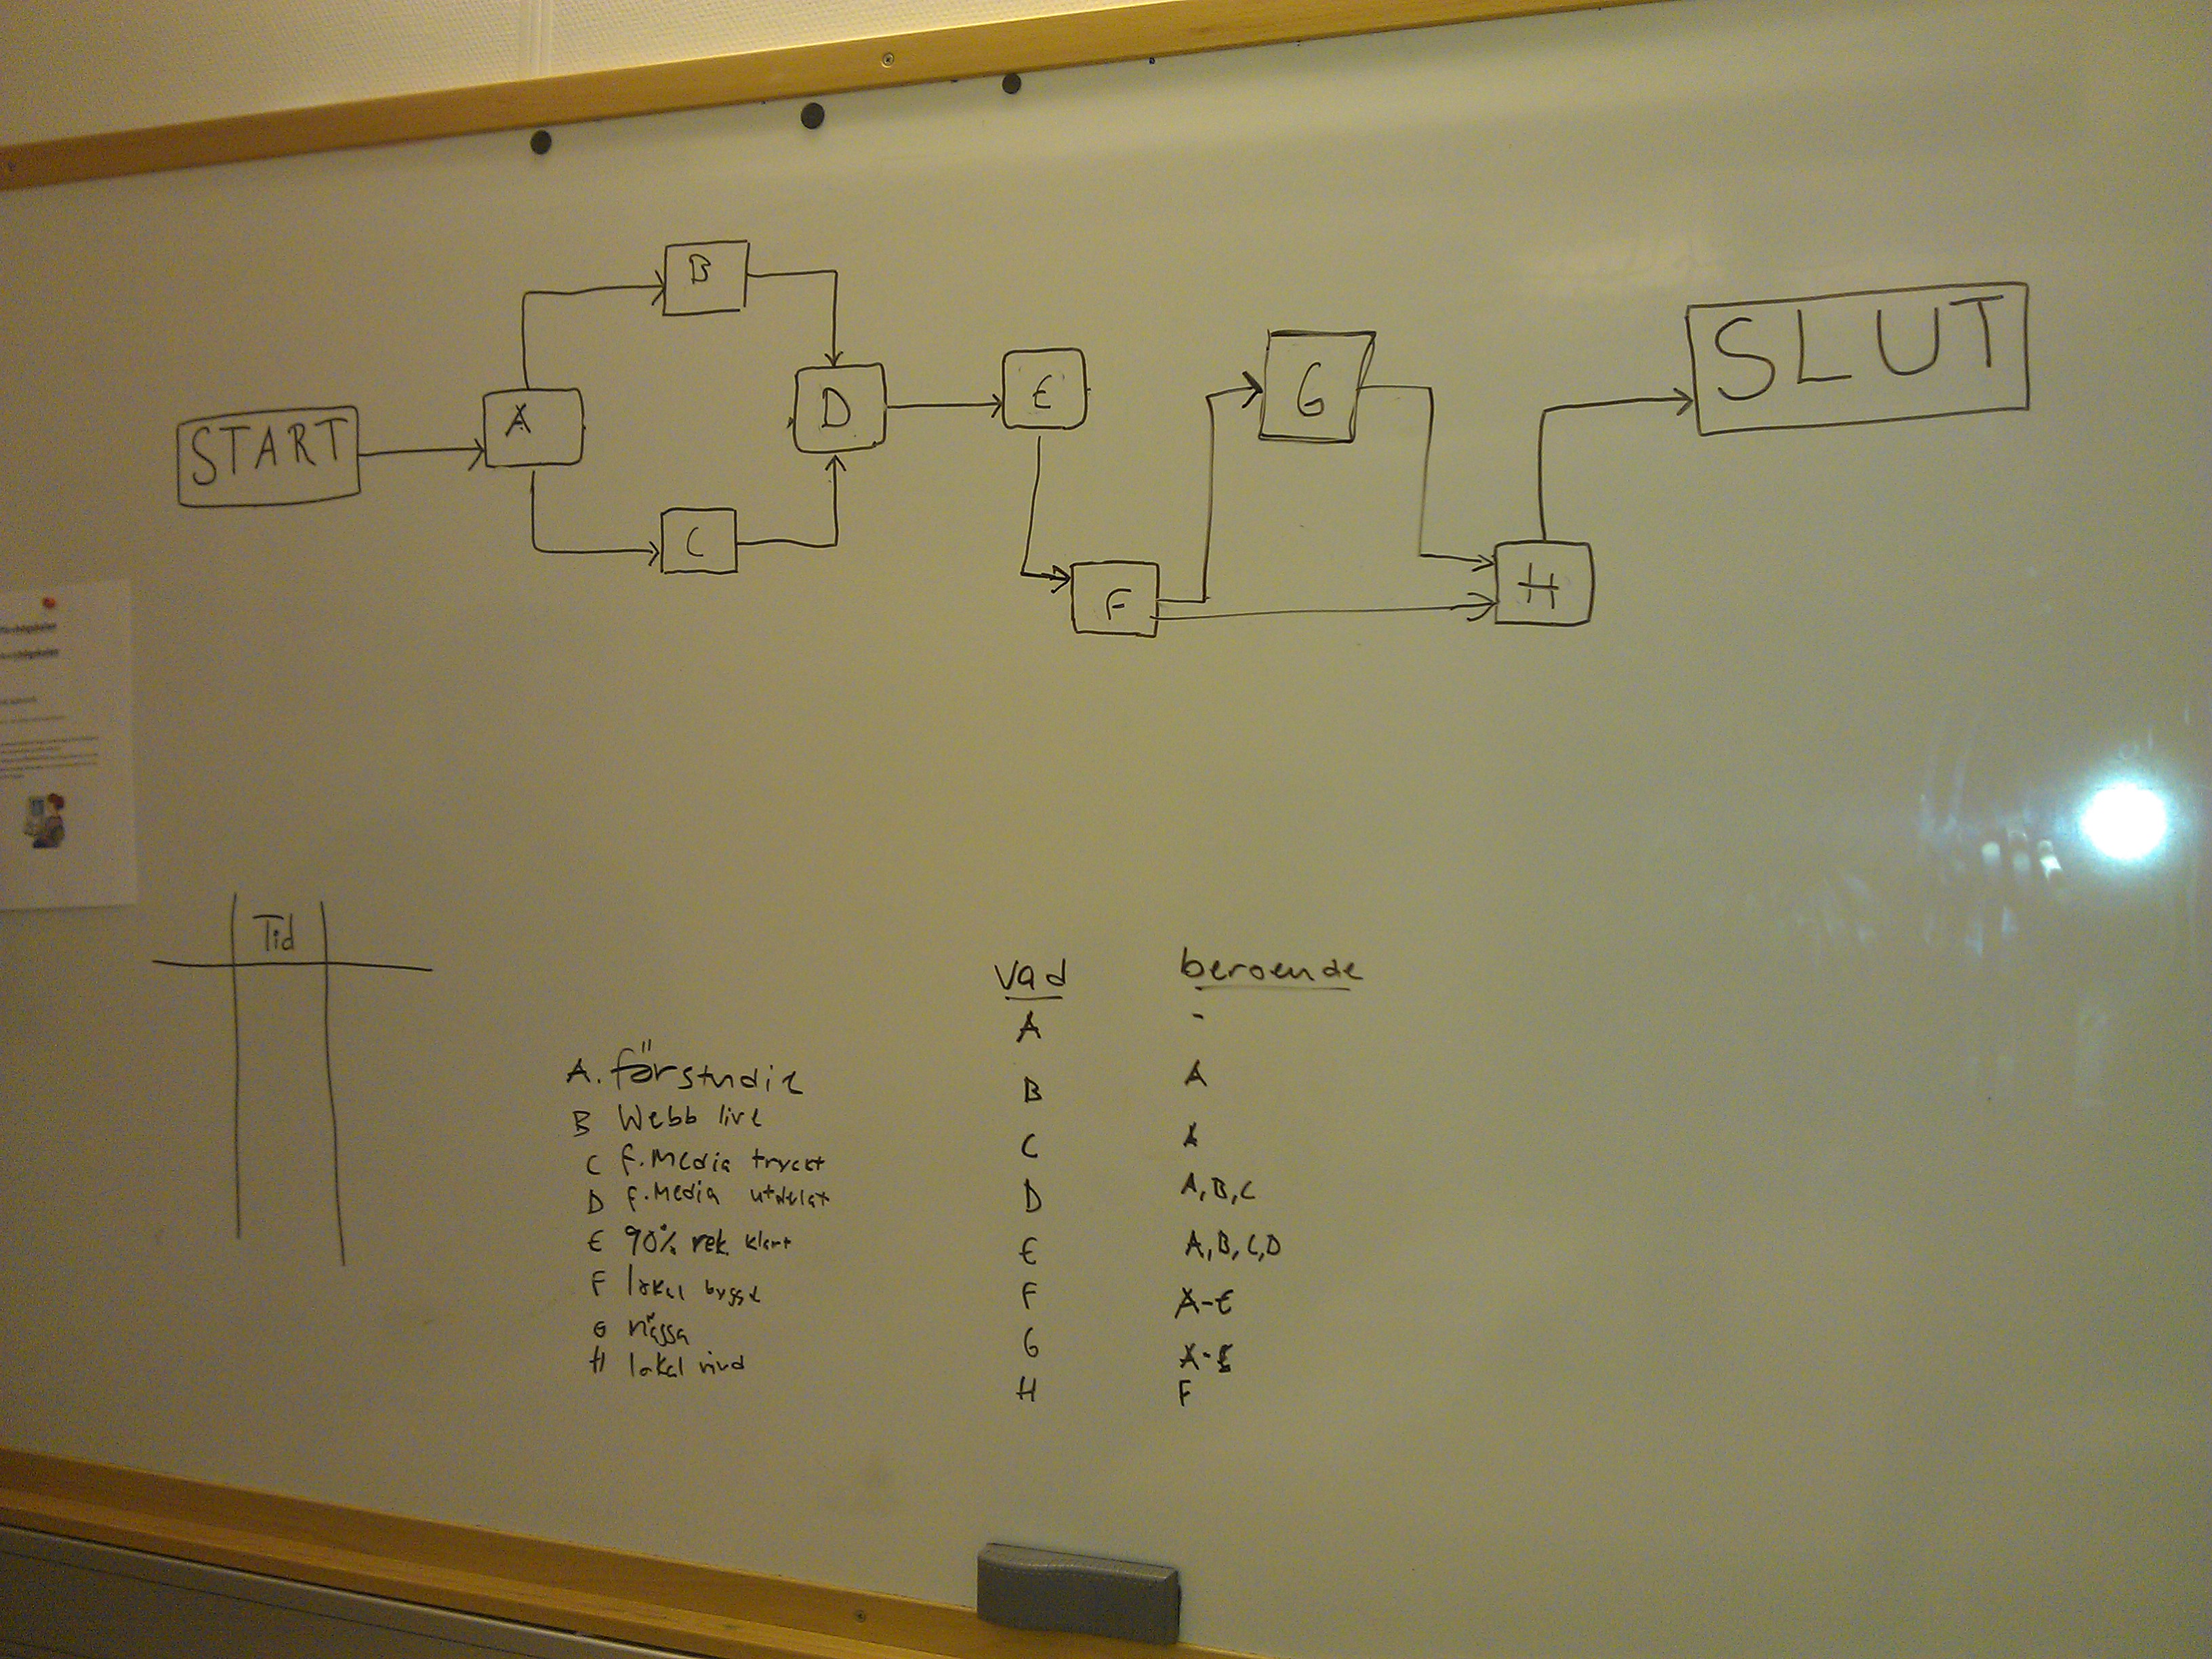 START
A
B
C
D
E
F
G
H
SLUT
Tid
A. förstudie
B Webb live
C F. Media tryckt
D F. Media utdelat
E 90% rek klart
F lokal byggd
G mässa
H lokal rivd
vad beroende
A -
B A
C A
D A, B, C
E A, B, C, D
F A-E
G A-E
H F